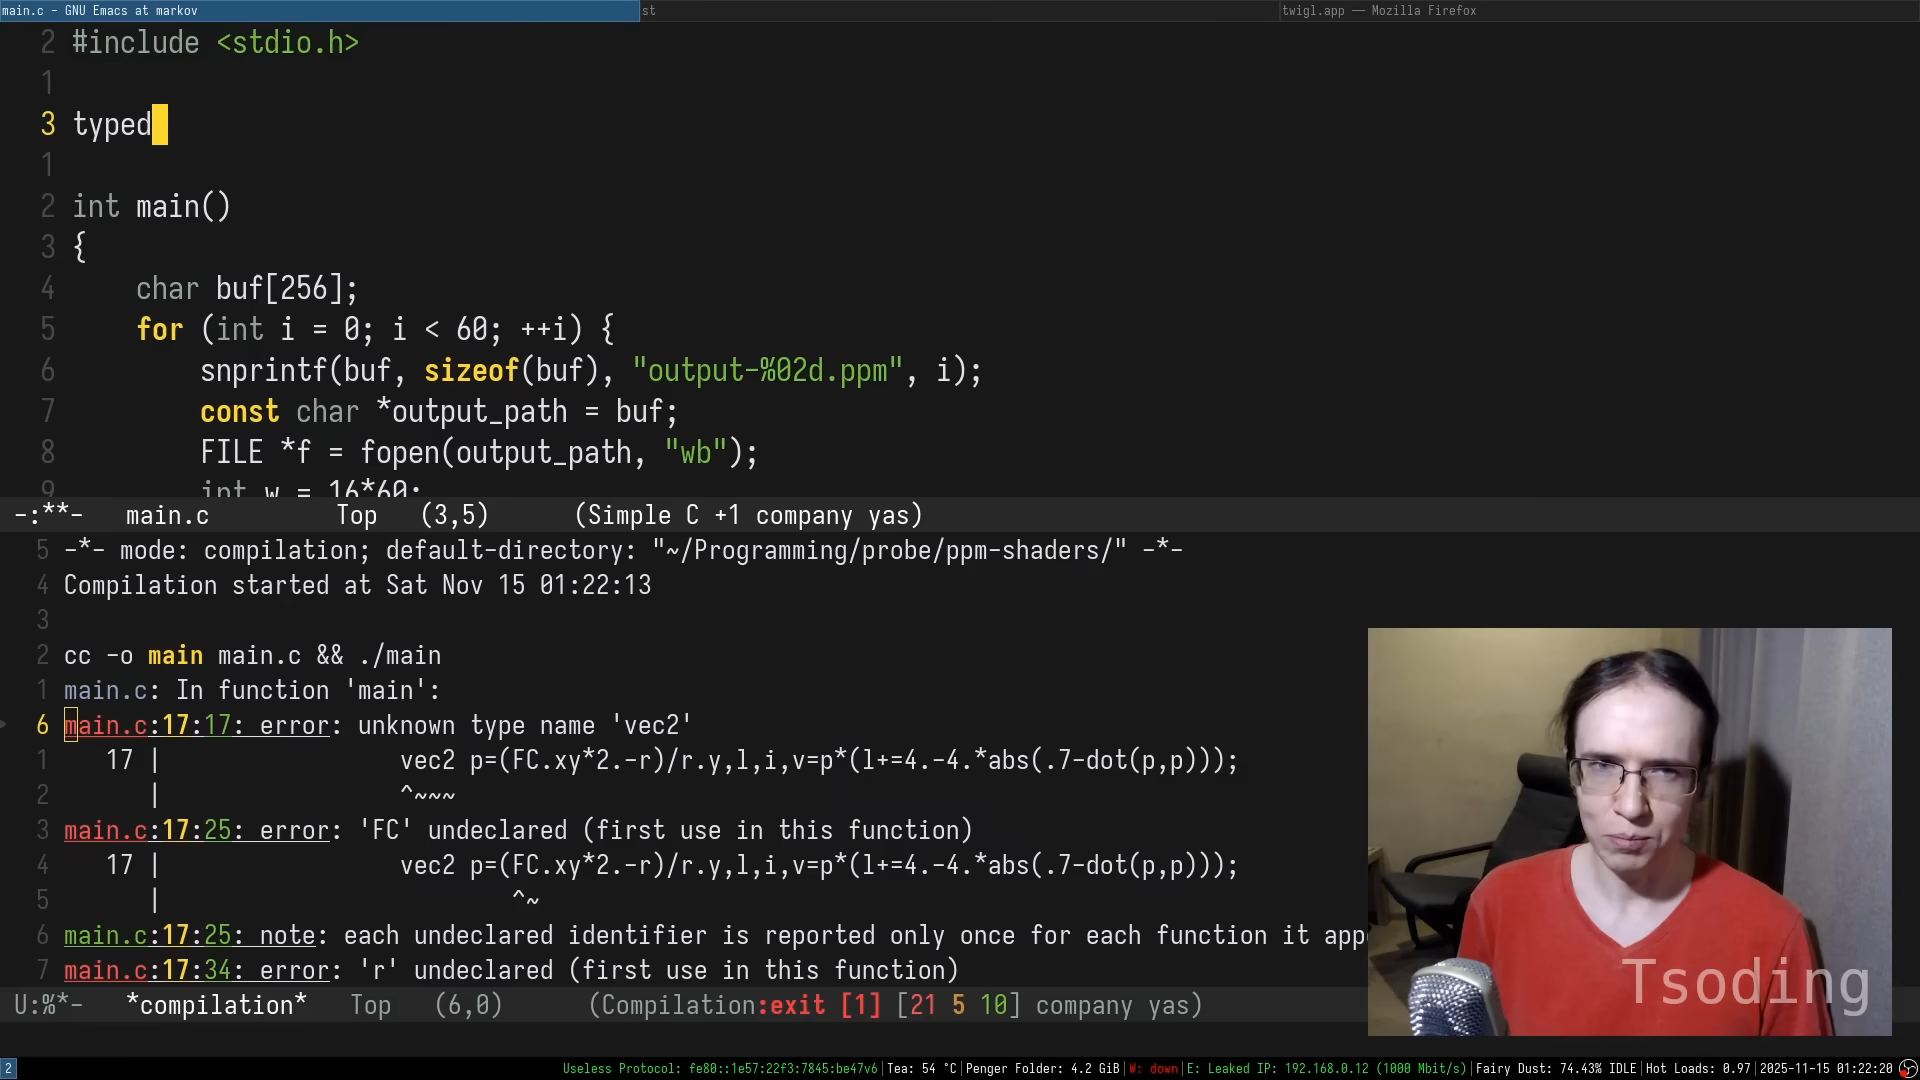 main.c - GNU Emacs at markov
st
twigl.app — Mozilla Firefox
2 #include <stdio.h>
1
3 typed
1
2 int main()
3 {
4     char buf[256];
5     for (int i = 0; i < 60; ++i) {
6         snprintf(buf, sizeof(buf), "output-%02d.ppm", i);
7         const char *output_path = buf;
8         FILE *f = fopen(output_path, "wb");
9         int w = 16*60;
-:**-   main.c        Top   (3,5)      (Simple C +1 company yas)
5 -*- mode: compilation; default-directory: "~/Programming/probe/ppm-shaders/" -*-
4 Compilation started at Sat Nov 15 01:22:13
3
2 cc -o main main.c && ./main
1 main.c: In function 'main':
6 main.c:17:17: error: unknown type name 'vec2'
1    17 |                 vec2 p=(FC.xy*2.-r)/r.y,l,i,v=p*(l+=4.-4.*abs(.7-dot(p,p)));
2       |                 ^~~~
3 main.c:17:25: error: 'FC' undeclared (first use in this function)
4    17 |                 vec2 p=(FC.xy*2.-r)/r.y,l,i,v=p*(l+=4.-4.*abs(.7-dot(p,p)));
5       |                         ^~
6 main.c:17:25: note: each undeclared identifier is reported only once for each function it app
7 main.c:17:34: error: 'r' undeclared (first use in this function)
U:%*-   *compilation*   Top   (6,0)      (Compilation:exit [1] [21 5 10] company yas)
Tsoding
2
Useless Protocol: fe80::1e57:22f3:7845:be47v6|Tea: 54 °C|Penger Folder: 4.2 GiB|W: down|E: Leaked IP: 192.168.0.12 (1000 Mbit/s)|Fairy Dust: 74.43% IDLE|Hot Loads: 0.97|2025-11-15 01:22:20